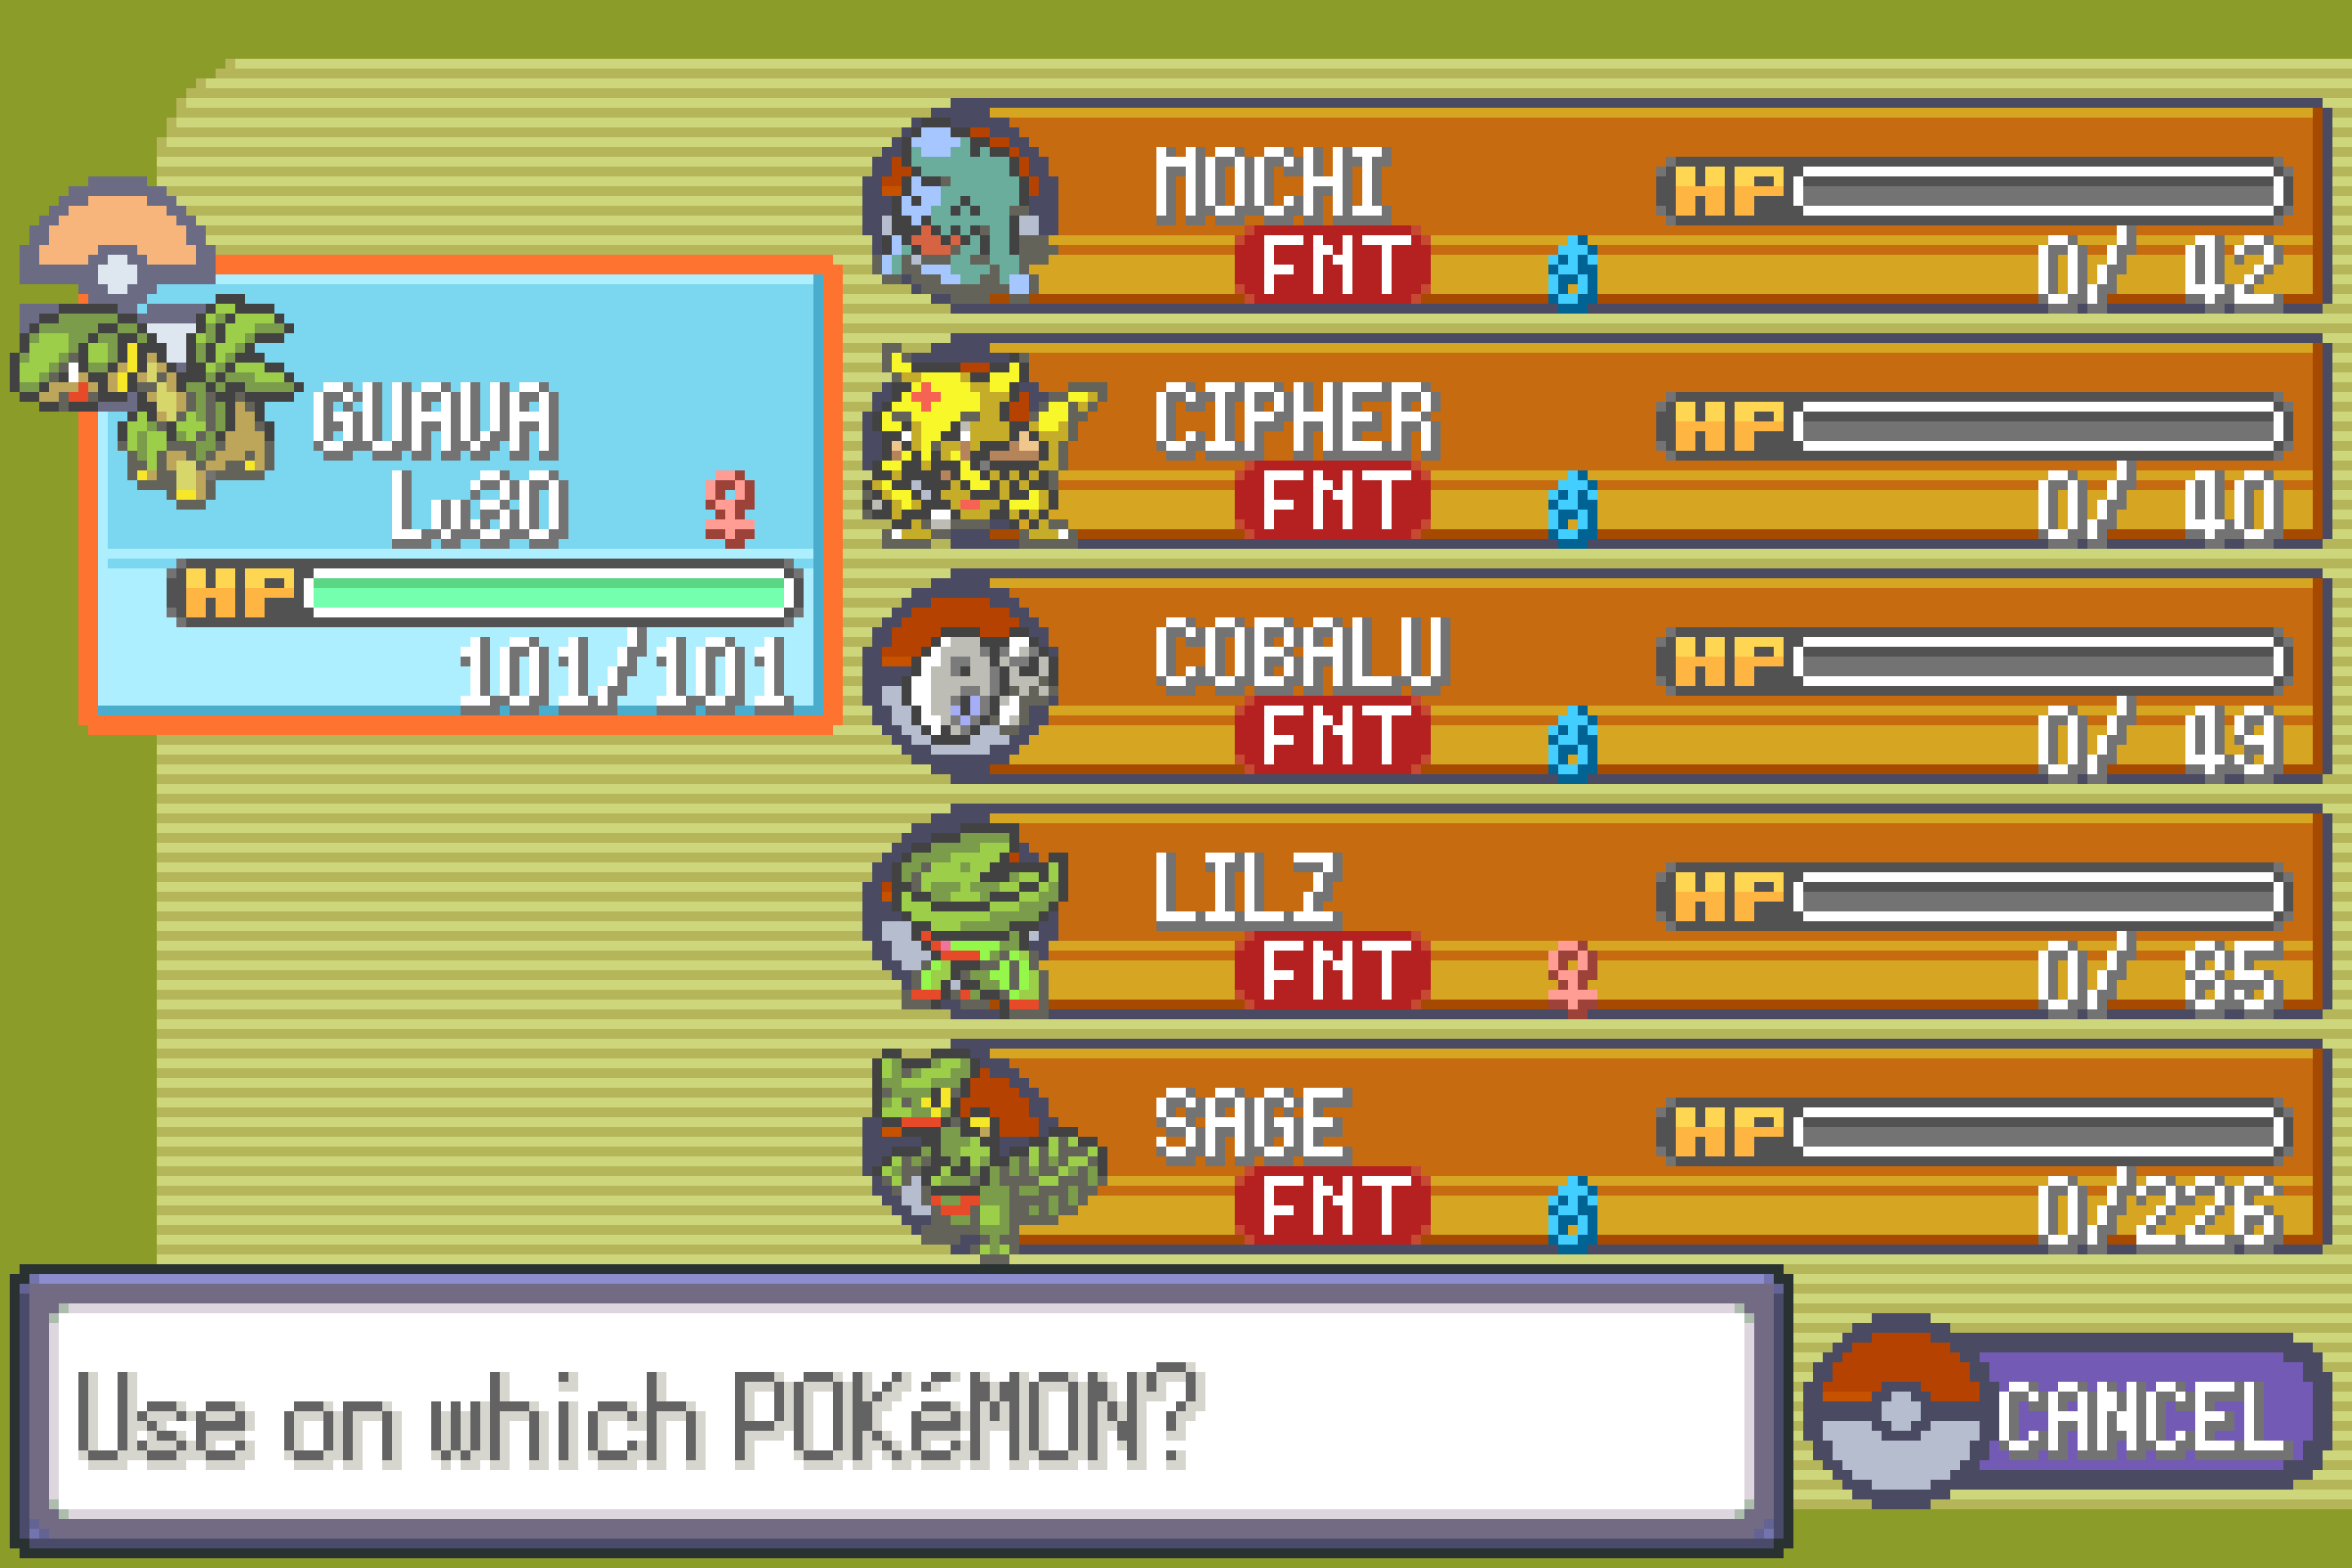 GUAVA
Lv30 ♀
HP
101/101
MOCHI
HP
FNT ♂ 0/ 42
CIPHER
HP
FNT ♂ 0/ 40
COBALU
HP
FNT ♂ 0/ 49
LILZ
HP
FNT ♀ 0/ 85
SAGE
HP
FNT ♂ 0/226
Use on which POKéMON?
CANCEL